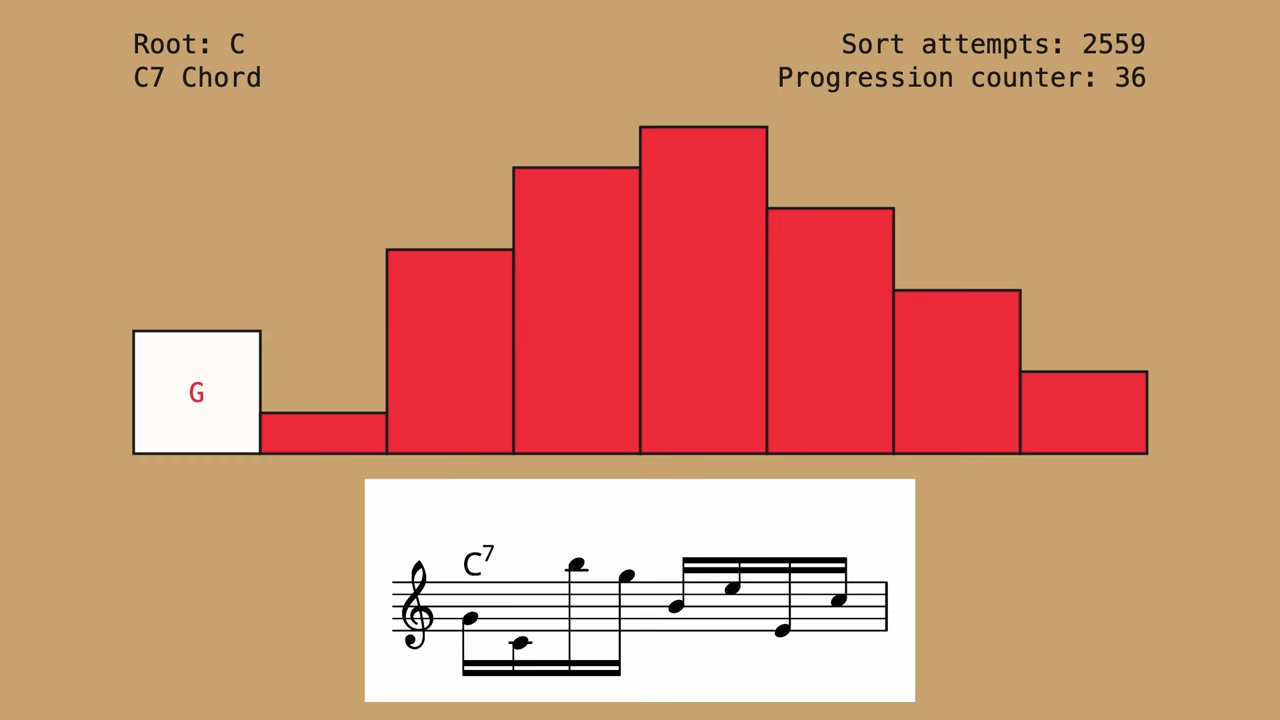 Root: C
C7 Chord
Sort attempts: 2559
Progression counter: 36
G
C7